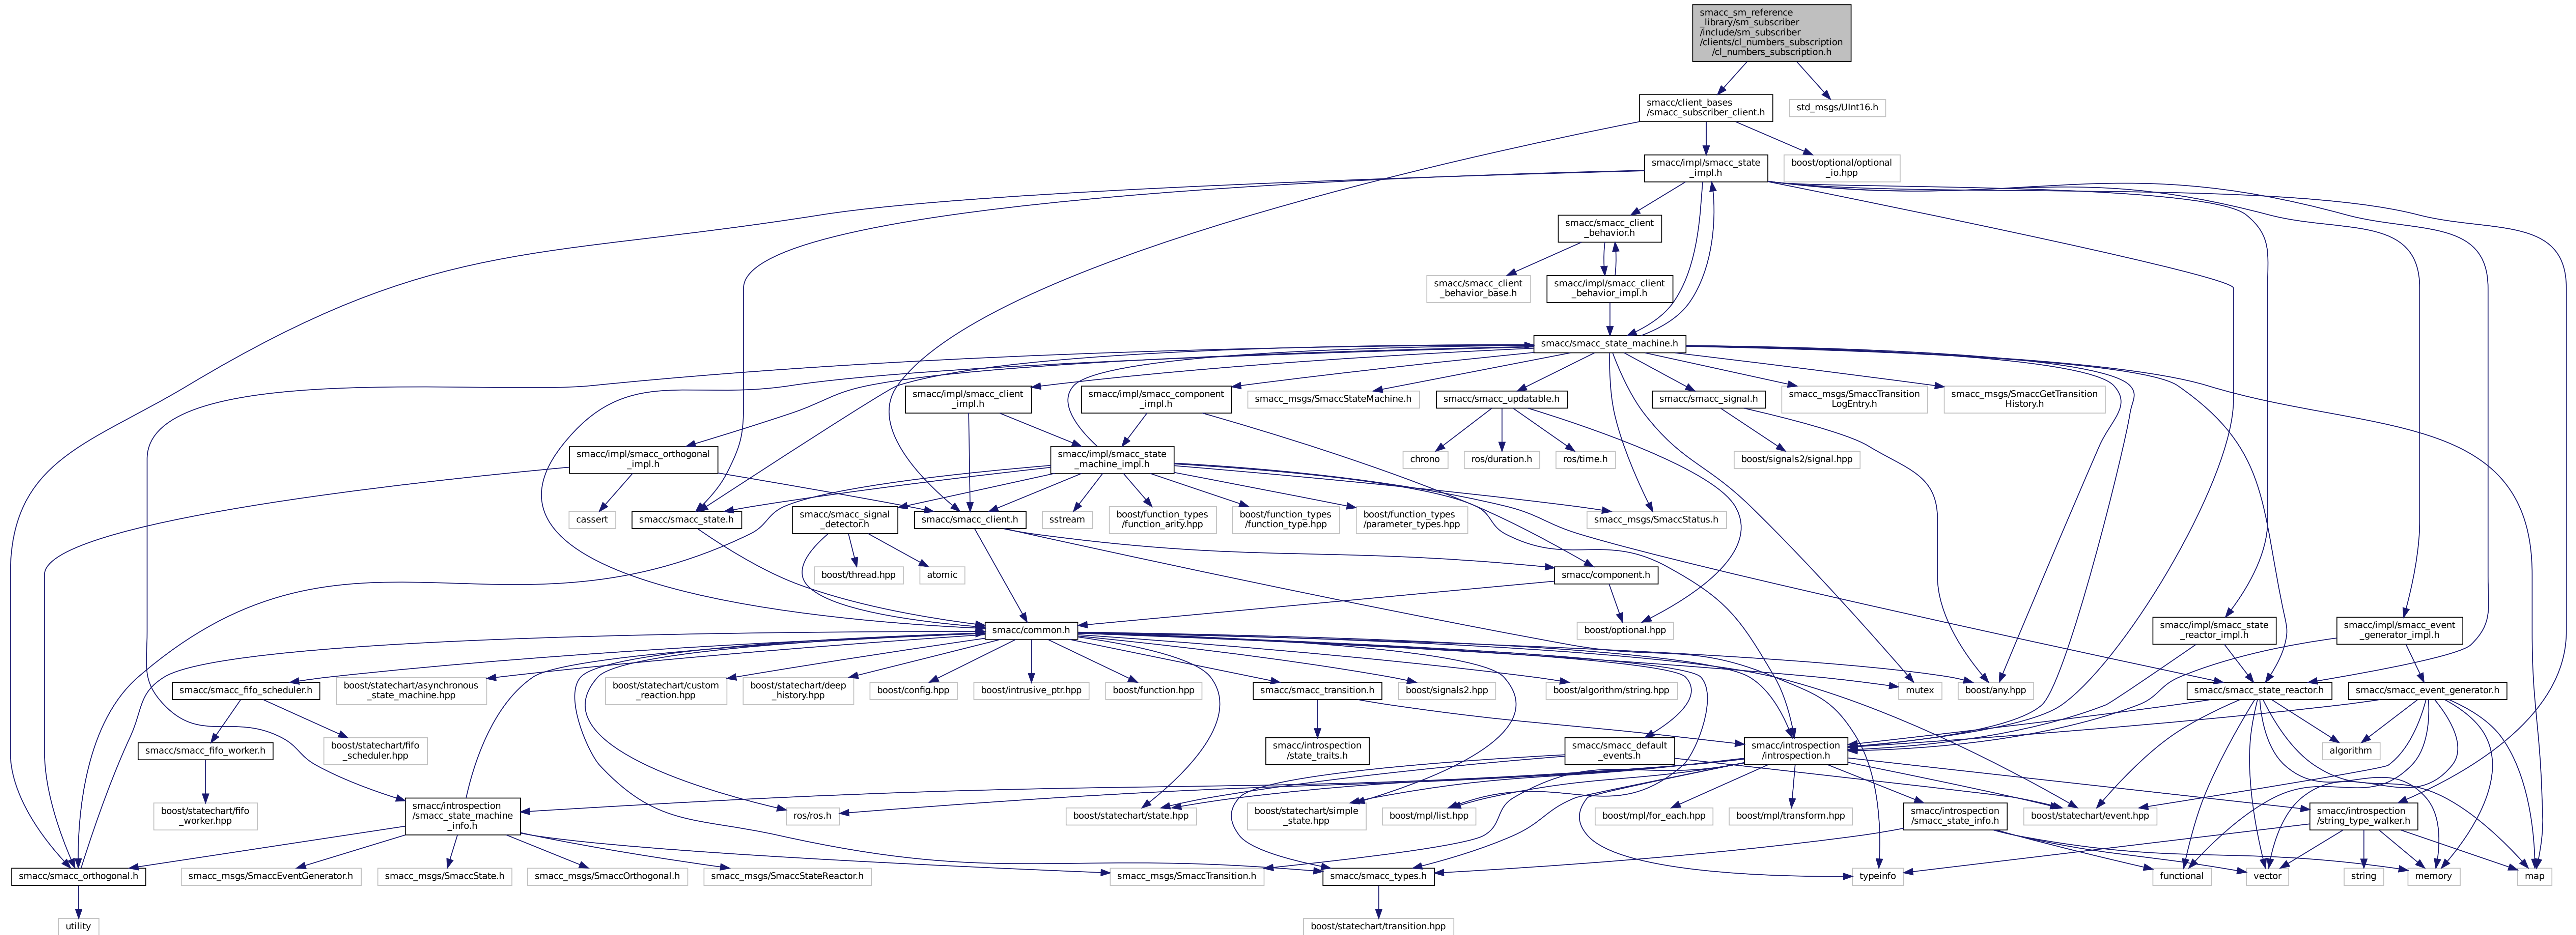 smacc_sm_reference
_library/sm_subscriber
/include/sm_subscriber
/clients/cl_numbers_subscription
/cl_numbers_subscription.h
smacc/client_bases
/smacc_subscriber_client.h
std_msgs/UInt16.h
smacc/impl/smacc_state
_impl.h
boost/optional/optional
_io.hpp
smacc/smacc_client
_behavior.h
smacc/smacc_client
_behavior_base.h
smacc/impl/smacc_client
_behavior_impl.h
smacc/smacc_state_machine.h
smacc/impl/smacc_client
_impl.h
smacc/impl/smacc_component
_impl.h
smacc_msgs/SmaccStateMachine.h
smacc/smacc_updatable.h
smacc/smacc_signal.h
smacc_msgs/SmaccTransition
LogEntry.h
smacc_msgs/SmaccGetTransition
History.h
smacc/impl/smacc_orthogonal
_impl.h
smacc/impl/smacc_state
_machine_impl.h
chrono
ros/duration.h
ros/time.h
boost/signals2/signal.hpp
cassert
smacc/smacc_state.h
smacc/smacc_signal
_detector.h
smacc/smacc_client.h
sstream
boost/function_types
/function_arity.hpp
boost/function_types
/function_type.hpp
boost/function_types
/parameter_types.hpp
smacc_msgs/SmaccStatus.h
boost/thread.hpp
atomic
smacc/component.h
smacc/common.h
boost/optional.hpp
smacc/impl/smacc_state
_reactor_impl.h
smacc/impl/smacc_event
_generator_impl.h
smacc/smacc_fifo_scheduler.h
boost/statechart/asynchronous
_state_machine.hpp
boost/statechart/custom
_reaction.hpp
boost/statechart/deep
_history.hpp
boost/config.hpp
boost/intrusive_ptr.hpp
boost/function.hpp
smacc/smacc_transition.h
boost/signals2.hpp
boost/algorithm/string.hpp
mutex
boost/any.hpp
smacc/smacc_state_reactor.h
smacc/smacc_event_generator.h
smacc/smacc_fifo_worker.h
boost/statechart/fifo
_scheduler.hpp
smacc/introspection
/state_traits.h
smacc/smacc_default
_events.h
smacc/introspection
/introspection.h
algorithm
boost/statechart/fifo
_worker.hpp
smacc/introspection
/smacc_state_machine
_info.h
ros/ros.h
boost/statechart/state.hpp
boost/statechart/simple
_state.hpp
boost/mpl/list.hpp
boost/mpl/for_each.hpp
boost/mpl/transform.hpp
smacc/introspection
/smacc_state_info.h
boost/statechart/event.hpp
smacc/introspection
/string_type_walker.h
smacc/smacc_orthogonal.h
smacc_msgs/SmaccEventGenerator.h
smacc_msgs/SmaccState.h
smacc_msgs/SmaccOrthogonal.h
smacc_msgs/SmaccStateReactor.h
smacc_msgs/SmaccTransition.h
smacc/smacc_types.h
typeinfo
functional
vector
string
memory
map
utility
boost/statechart/transition.hpp